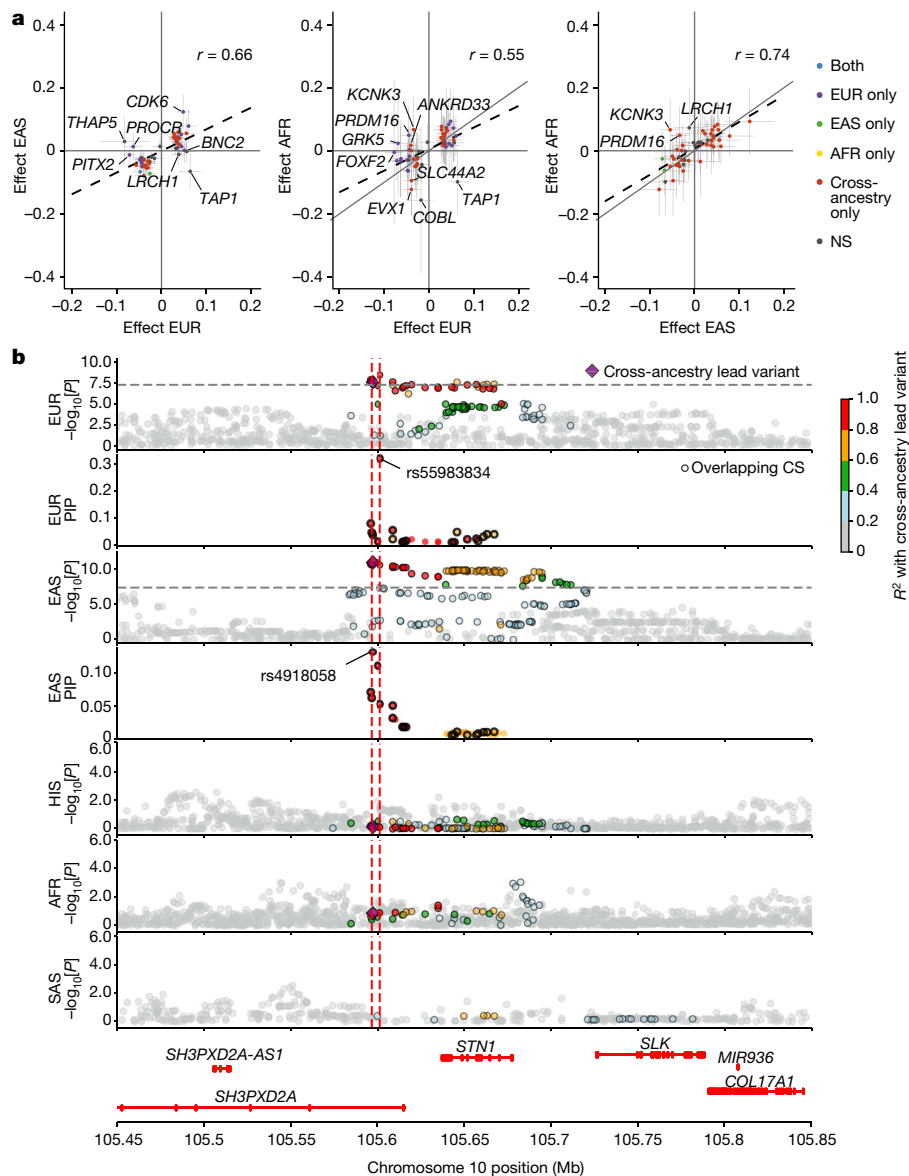 a
Effect EAS
0.4
0.2
0
−0.2
−0.4
r = 0.66
CDK6
THAP5
PROCR
BNC2
PITX2
LRCH1
TAP1
−0.2
−0.1
0
0.1
0.2
Effect EUR
Effect AFR
0.4
0.2
0
−0.2
−0.4
r = 0.55
KCNK3
ANKRD33
PRDM16
GRK5
FOXF2
SLC44A2
TAP1
EVX1
COBL
−0.2
−0.1
0
0.1
0.2
Effect EUR
Effect AFR
0.4
0.2
0
−0.2
−0.4
r = 0.74
KCNK3
LRCH1
PRDM16
−0.2
−0.1
0
0.1
0.2
Effect EAS
Both
EUR only
EAS only
AFR only
Cross-
ancestry
only
NS
b
EUR
−log10[P]
10.0
7.5
5.0
2.5
0
Cross-ancestry lead variant
EUR
PIP
0.3
0.2
0.1
0
rs55983834
Overlapping CS
EAS
−log10[P]
10.0
5.0
0
EAS
PIP
0.10
0.05
0
rs4918058
HIS
−log10[P]
6.0
4.0
2.0
0
AFR
−log10[P]
6.0
4.0
2.0
0
SAS
−log10[P]
6.0
4.0
2.0
0
1.0
0.8
0.6
0.4
0.2
0
R2 with cross-ancestry lead variant
SH3PXD2A-AS1
STN1
SLK
MIR936
COL17A1
SH3PXD2A
105.45
105.5
105.55
105.6
105.65
105.7
105.75
105.8
105.85
Chromosome 10 position (Mb)